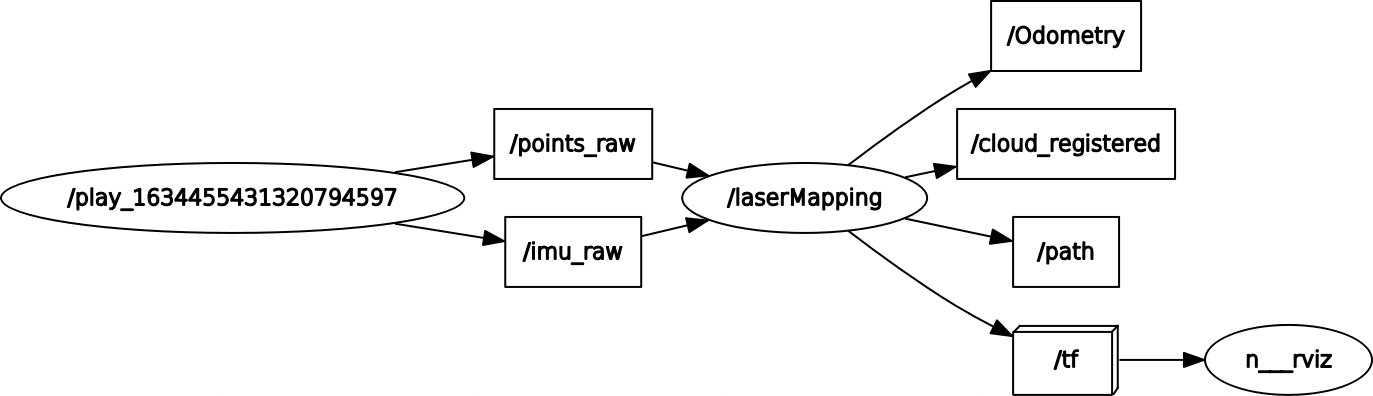 /Odometry
/points_raw
/cloud_registered
/play_1634455431320794597
/laserMapping
/imu_raw
/path
/tf
n___rviz